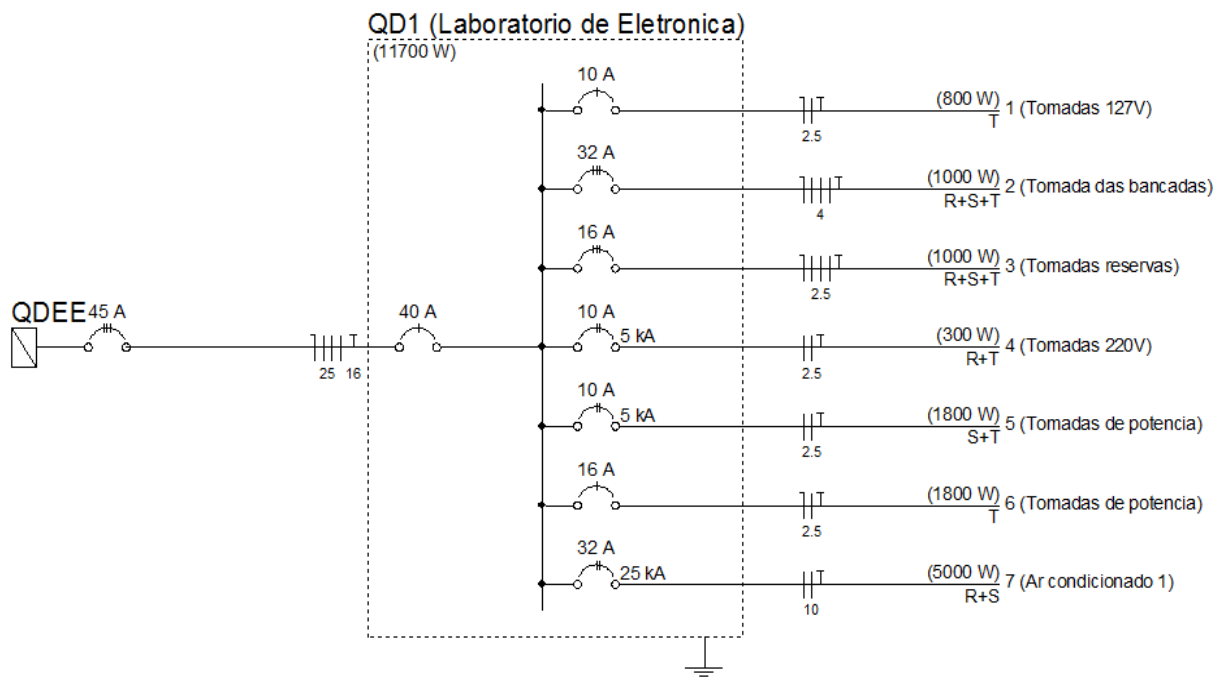 QD1 (Laboratorio de Eletronica)
(11700 W)
10 A
T
2.5
(800 W)
T
1 (Tomadas 127V)
32 A
T
4
(1000 W)
R+S+T
2 (Tomada das bancadas)
16 A
T
2.5
(1000 W)
R+S+T
3 (Tomadas reservas)
QDEE
45 A
T
25 16
40 A
10 A
5 kA
T
2.5
(300 W)
R+T
4 (Tomadas 220V)
10 A
5 kA
T
2.5
(1800 W)
S+T
5 (Tomadas de potencia)
16 A
T
2.5
(1800 W)
T
6 (Tomadas de potencia)
32 A
25 kA
T
10
(5000 W)
R+S
7 (Ar condicionado 1)